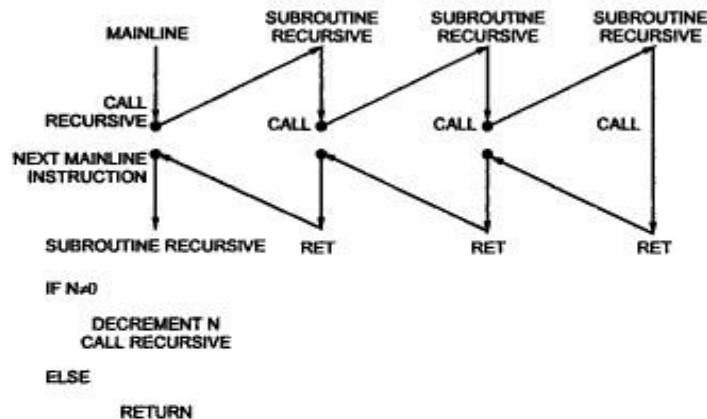 MAINLINE
SUBROUTINE
RECURSIVE
SUBROUTINE
RECURSIVE
SUBROUTINE
RECURSIVE
CALL
RECURSIVE
CALL
CALL
CALL
NEXT MAINLINE
INSTRUCTION
SUBROUTINE RECURSIVE
RET
RET
RET
IF N≠0
DECREMENT N
CALL RECURSIVE
ELSE
RETURN